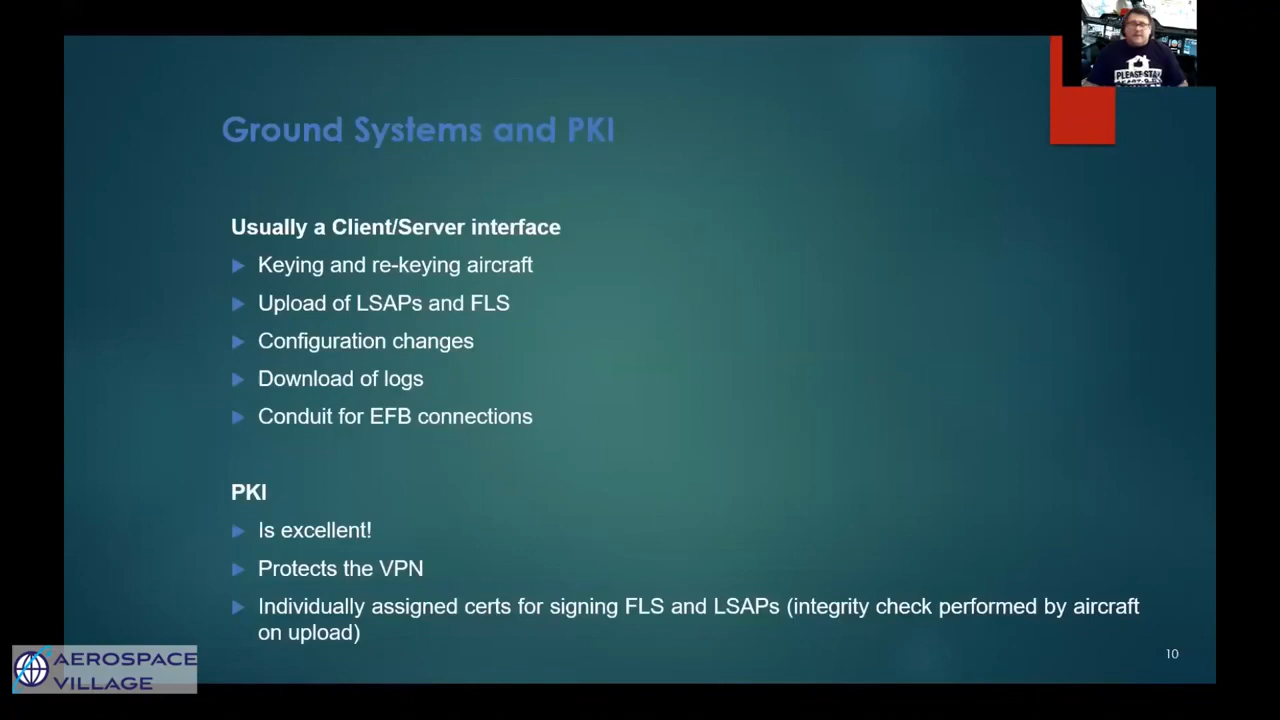 PLEASE STAY
Ground Systems and PKI
Usually a Client/Server interface
Keying and re-keying aircraft
Upload of LSAPs and FLS
Configuration changes
Download of logs
Conduit for EFB connections
PKI
Is excellent!
Protects the VPN
Individually assigned certs for signing FLS and LSAPs (integrity check performed by aircraft
on upload)
10
AEROSPACE
VILLAGE